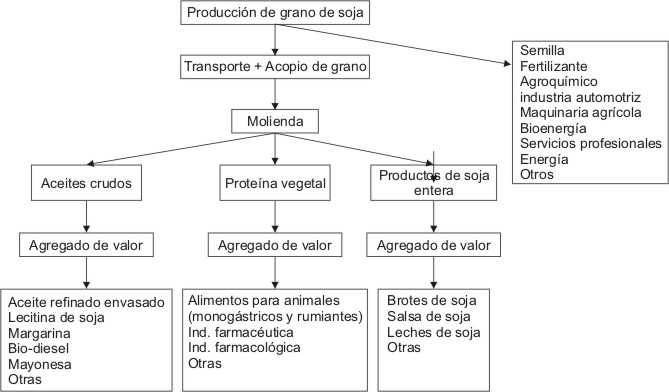 Producción de grano de soja
Transporte + Acopio de grano
Molienda
Semilla
Fertilizante
Agroquímico
industria automotriz
Maquinaria agrícola
Bioenergía
Servicios profesionales
Energía
Otros
Aceites crudos
Proteína vegetal
Productos de soja
entera
Agregado de valor
Agregado de valor
Agregado de valor
Aceite refinado envasado
Lecitina de soja
Margarina
Bio-diesel
Mayonesa
Otras
Alimentos para animales
(monogástricos y rumiantes)
Ind. farmacéutica
Ind. farmacológica
Otras
Brotes de soja
Salsa de soja
Leches de soja
Otras